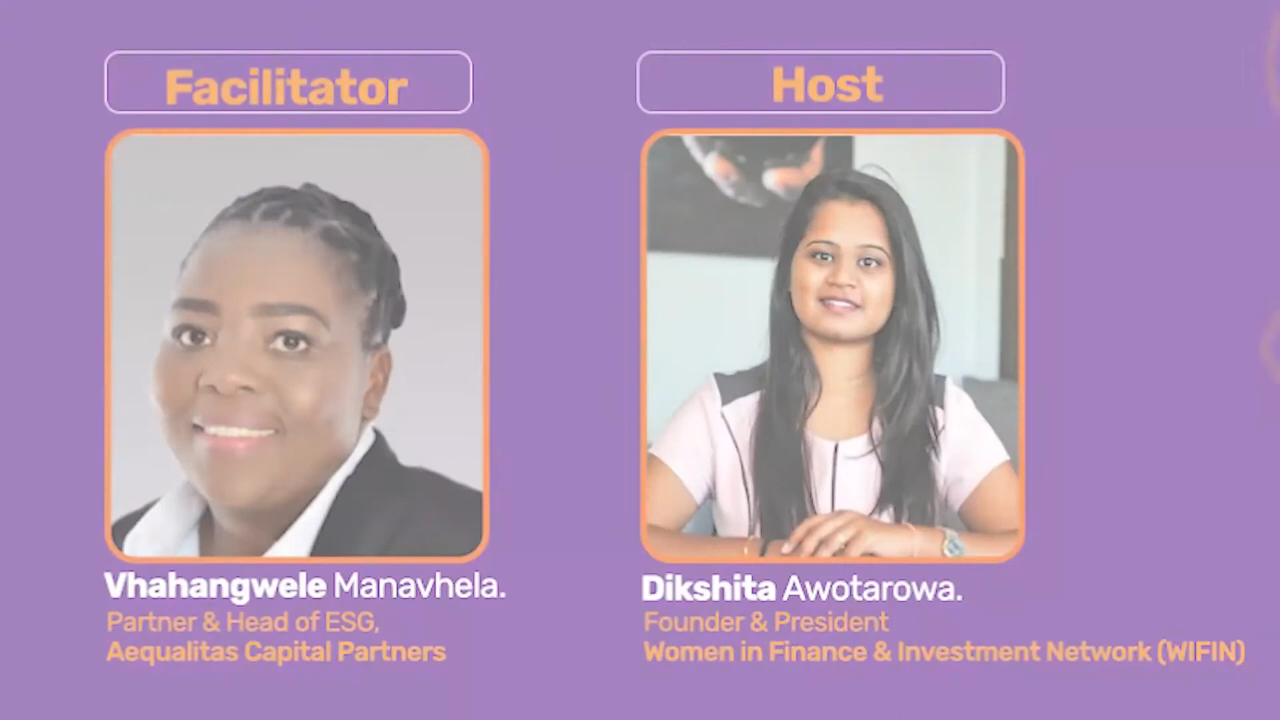 Facilitator
Host
Vhahangwele Manavhela.
Partner & Head of ESG,
Aequalitas Capital Partners
Dikshita Awotarowa.
Founder & President
Women in Finance & Investment Network (WIFIN)